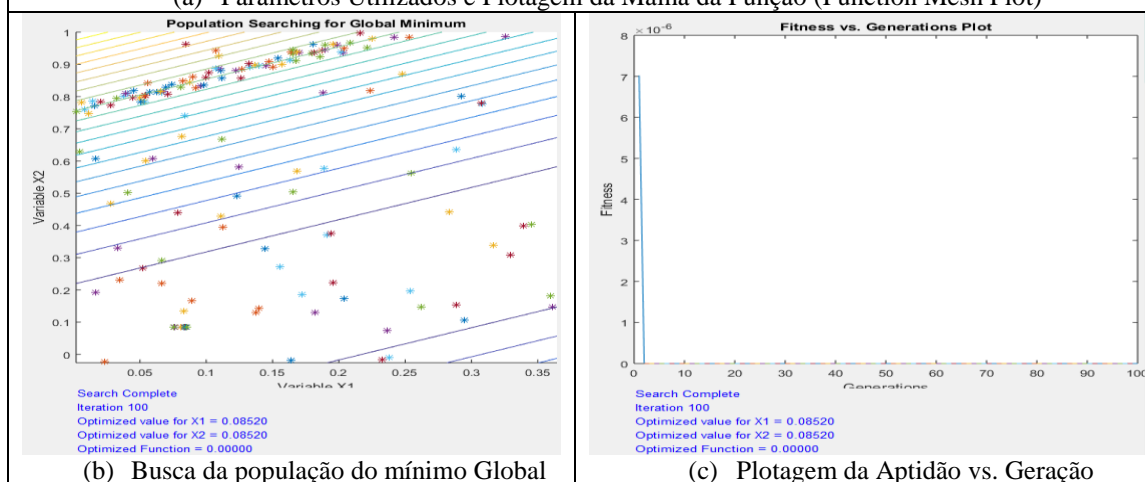 (a) Parâmetros Utilizados e Plotagem da Malha da Função (Function Mesh Plot)
Population Searching for Global Minimum
1
0.9
0.8
0.7
0.6
0.5
0.4
0.3
0.2
0.1
0
Variable X2
0.05
0.1
0.15
0.2
0.25
0.3
0.35
Variable X1
Search Complete
Iteration 100
Optimized value for X1 = 0.08520
Optimized value for X2 = 0.08520
Optimized Function = 0.00000
(b) Busca da população do mínimo Global
Fitness vs. Generations Plot
×10⁻⁶
8
7
6
5
4
3
2
1
0
Fitness
0
10
20
30
40
50
60
70
80
90
100
Generations
Search Complete
Iteration 100
Optimized value for X1 = 0.08520
Optimized value for X2 = 0.08520
Optimized Function = 0.00000
(c) Plotagem da Aptidão vs. Geração